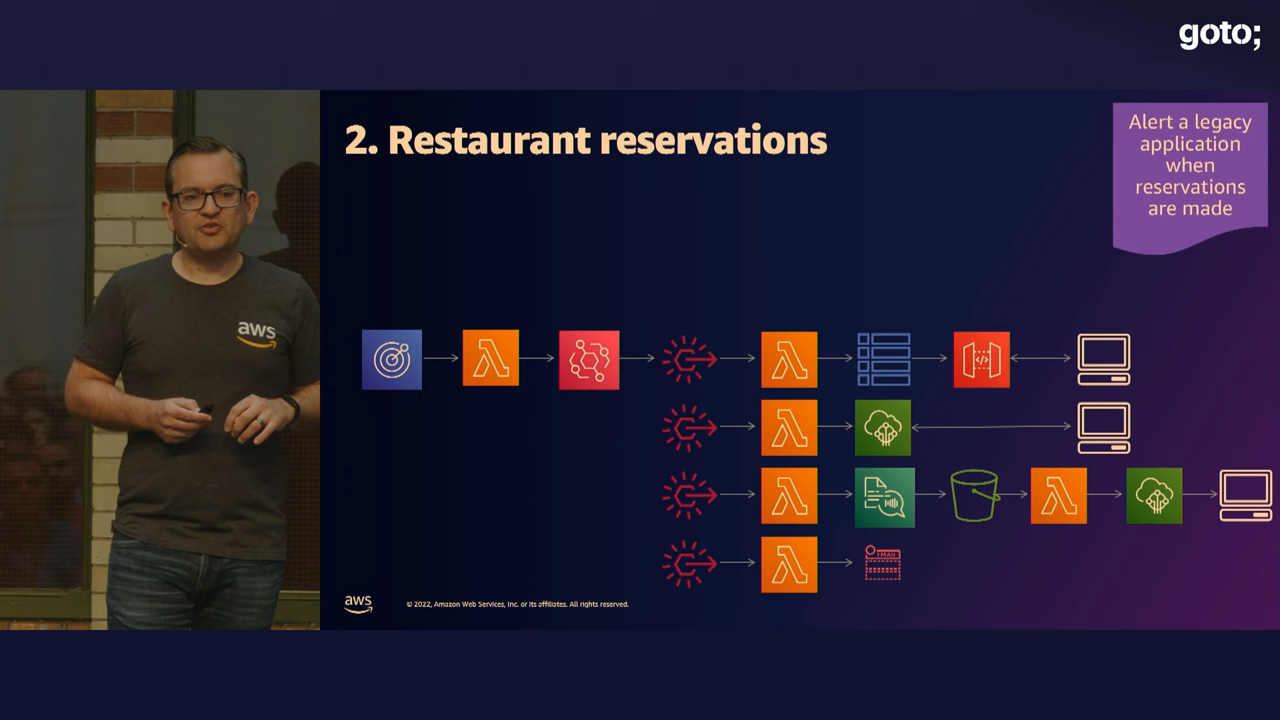 goto;
2. Restaurant reservations
Alert a legacy
application
when
reservations
are made
aws
EMAIL
aws
© 2022, Amazon Web Services, Inc. or its affiliates. All rights reserved.